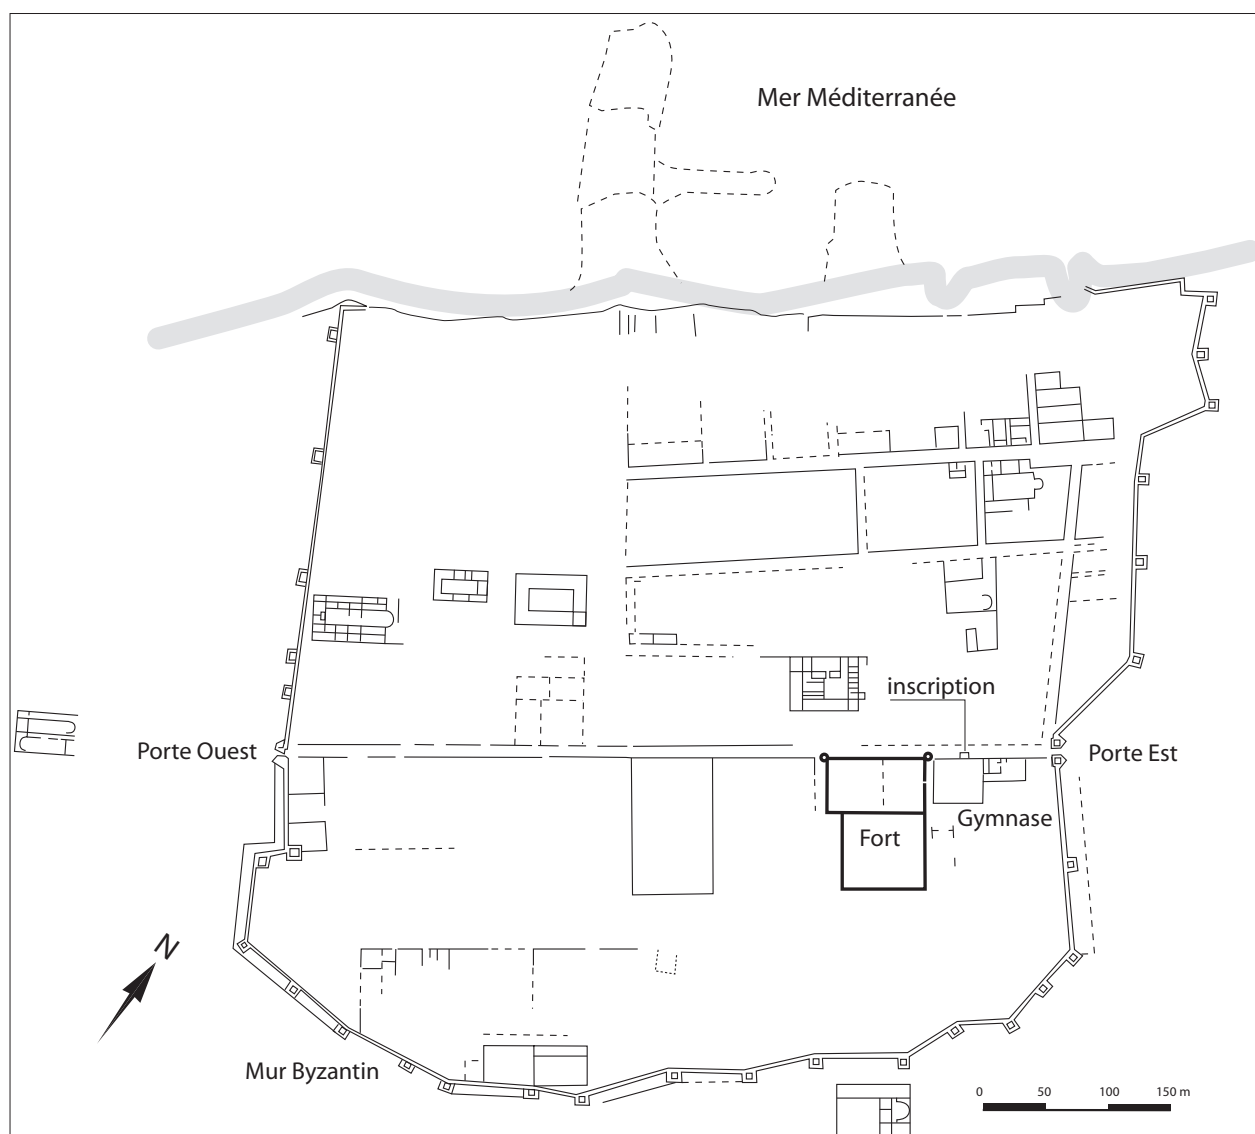 Mer Méditerranée
inscription
Porte Ouest
Porte Est
Gymnase
Fort
N
Mur Byzantin
0 50 100 150 m